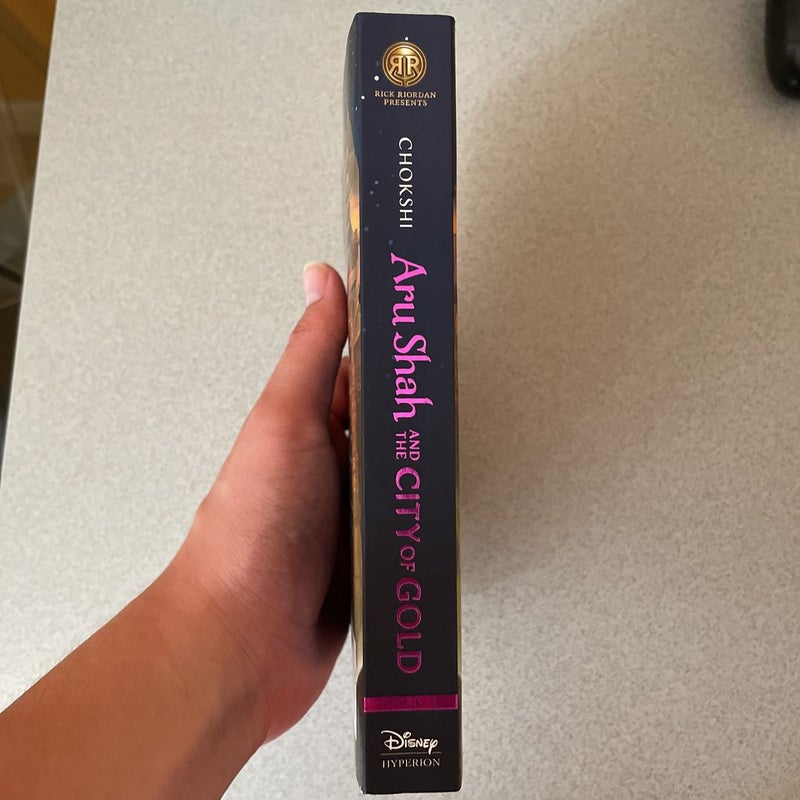 RICK RIORDAN
PRESENTS
CHOKSHI
Aru Shah
AND
THE
CITY OF GOLD
Disney
HYPERION